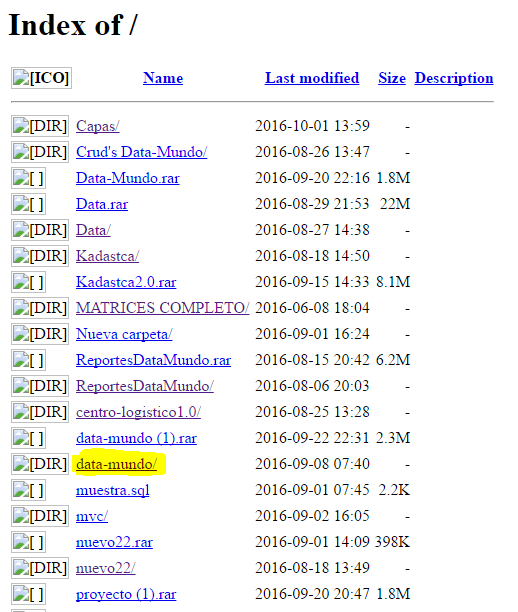 Index of /
[ICO] Name Last modified Size Description
[DIR] Capas/ 2016-10-01 13:59 -
[DIR] Crud's Data-Mundo/ 2016-08-26 13:47 -
[ ] Data-Mundo.rar 2016-09-20 22:16 1.8M
[ ] Data.rar 2016-08-29 21:53 22M
[DIR] Data/ 2016-08-27 14:38 -
[DIR] Kadastca/ 2016-08-18 14:50 -
[ ] Kadastca2.0.rar 2016-09-15 14:33 8.1M
[DIR] MATRICES COMPLETO/ 2016-06-08 18:04 -
[DIR] Nueva carpeta/ 2016-09-01 16:24 -
[ ] ReportesDataMundo.rar 2016-08-15 20:42 6.2M
[DIR] ReportesDataMundo/ 2016-08-06 20:03 -
[DIR] centro-logistico1.0/ 2016-08-25 13:28 -
[ ] data-mundo (1).rar 2016-09-22 22:31 2.3M
[DIR] data-mundo/ 2016-09-08 07:40 -
[ ] muestra.sql 2016-09-01 07:45 2.2K
[DIR] mvc/ 2016-09-02 16:05 -
[ ] nuevo22.rar 2016-09-01 14:09 398K
[DIR] nuevo22/ 2016-08-18 13:49 -
[ ] proyecto (1).rar 2016-09-20 20:47 1.8M